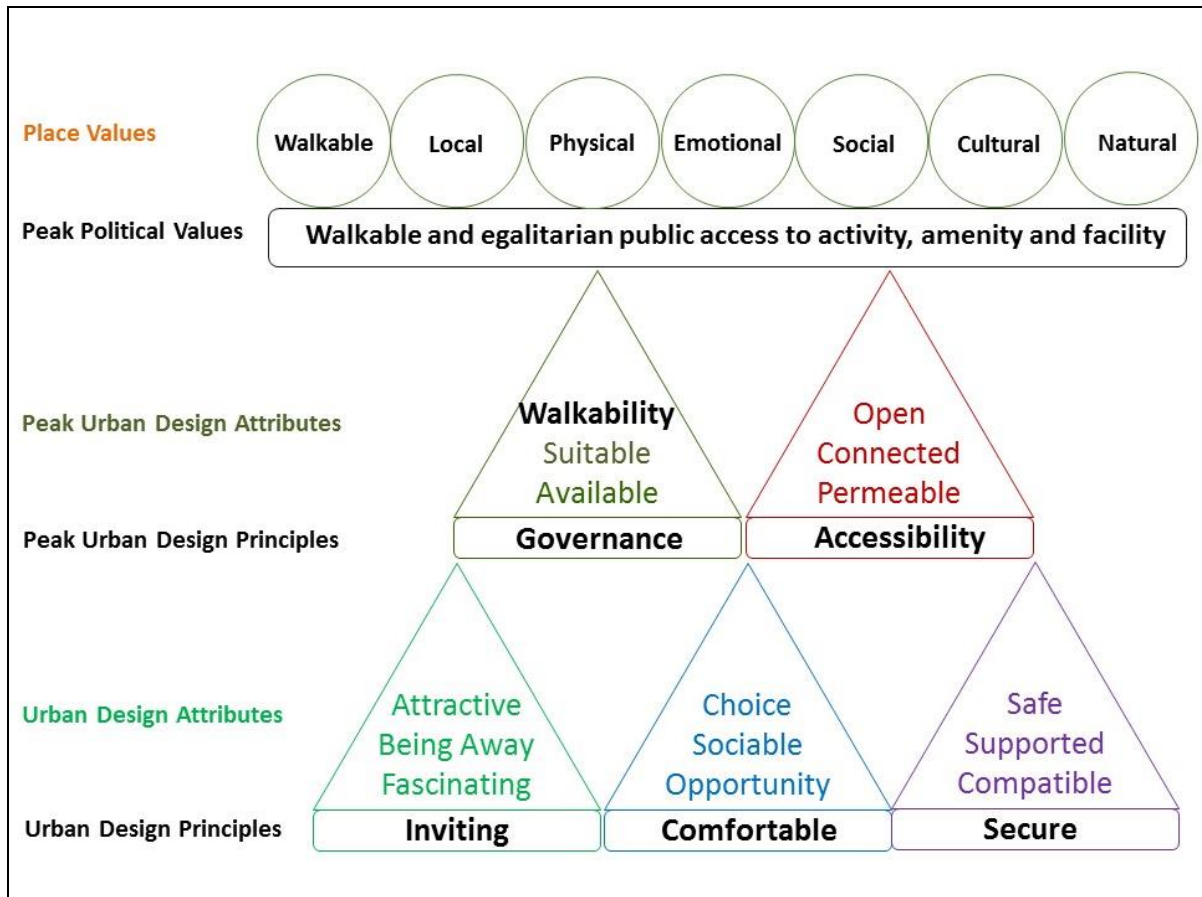 Place Values
Walkable
Local
Physical
Emotional
Social
Cultural
Natural
Peak Political Values
Walkable and egalitarian public access to activity, amenity and facility
Peak Urban Design Attributes
Walkability
Suitable
Available
Open
Connected
Permeable
Peak Urban Design Principles
Governance
Accessibility
Urban Design Attributes
Attractive
Being Away
Fascinating
Choice
Sociable
Opportunity
Safe
Supported
Compatible
Urban Design Principles
Inviting
Comfortable
Secure